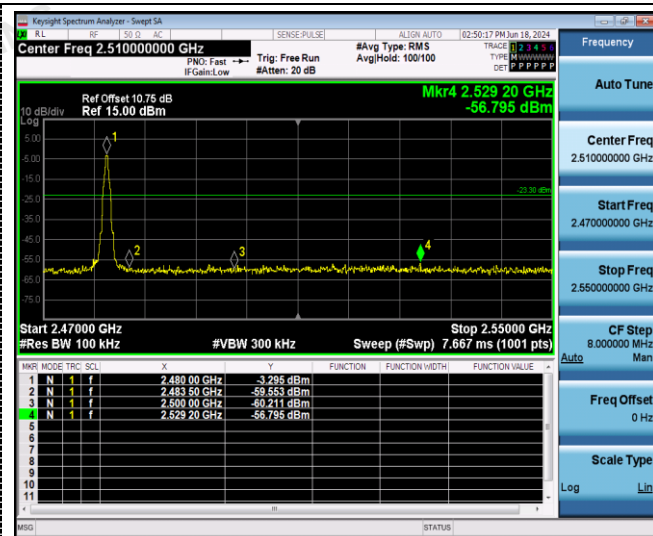 Keysight Spectrum Analyzer - Swept SA
RL RF 50 Ω AC SENSE:PULSE ALIGN AUTO 02:50:17 PM Jun 18, 2024
Center Freq 2.510000000 GHz
PNO: Fast
IFGain:Low
Trig: Free Run
#Atten: 20 dB
#Avg Type: RMS
Avg|Hold: 100/100
TRACE 1 2 3 4 5 6
TYPE M WWWWW
DET P P P P P P
Mkr4 2.529 20 GHz
-56.795 dBm
Ref Offset 10.75 dB
Ref 15.00 dBm
10 dB/div
Log
5.00
-5.00
-15.0
-25.0
-35.0
-45.0
-55.0
-65.0
-75.0
1
2
3
4
-23.30 dBm
Start 2.47000 GHz Stop 2.55000 GHz
#Res BW 100 kHz #VBW 300 kHz Sweep (#Swp) 7.667 ms (1001 pts)
MKR MODE TRC SCL X Y FUNCTION FUNCTION WIDTH FUNCTION VALUE
1 N 1 f 2.480 00 GHz -3.295 dBm
2 N 1 f 2.483 50 GHz -59.553 dBm
3 N 1 f 2.500 00 GHz -60.211 dBm
4 N 1 f 2.529 20 GHz -56.795 dBm
5
6
7
8
9
10
11
MSG STATUS
Frequency
Auto Tune
Center Freq
2.510000000 GHz
Start Freq
2.470000000 GHz
Stop Freq
2.550000000 GHz
CF Step
8.000000 MHz
Auto Man
Freq Offset
0 Hz
Scale Type
Log Lin